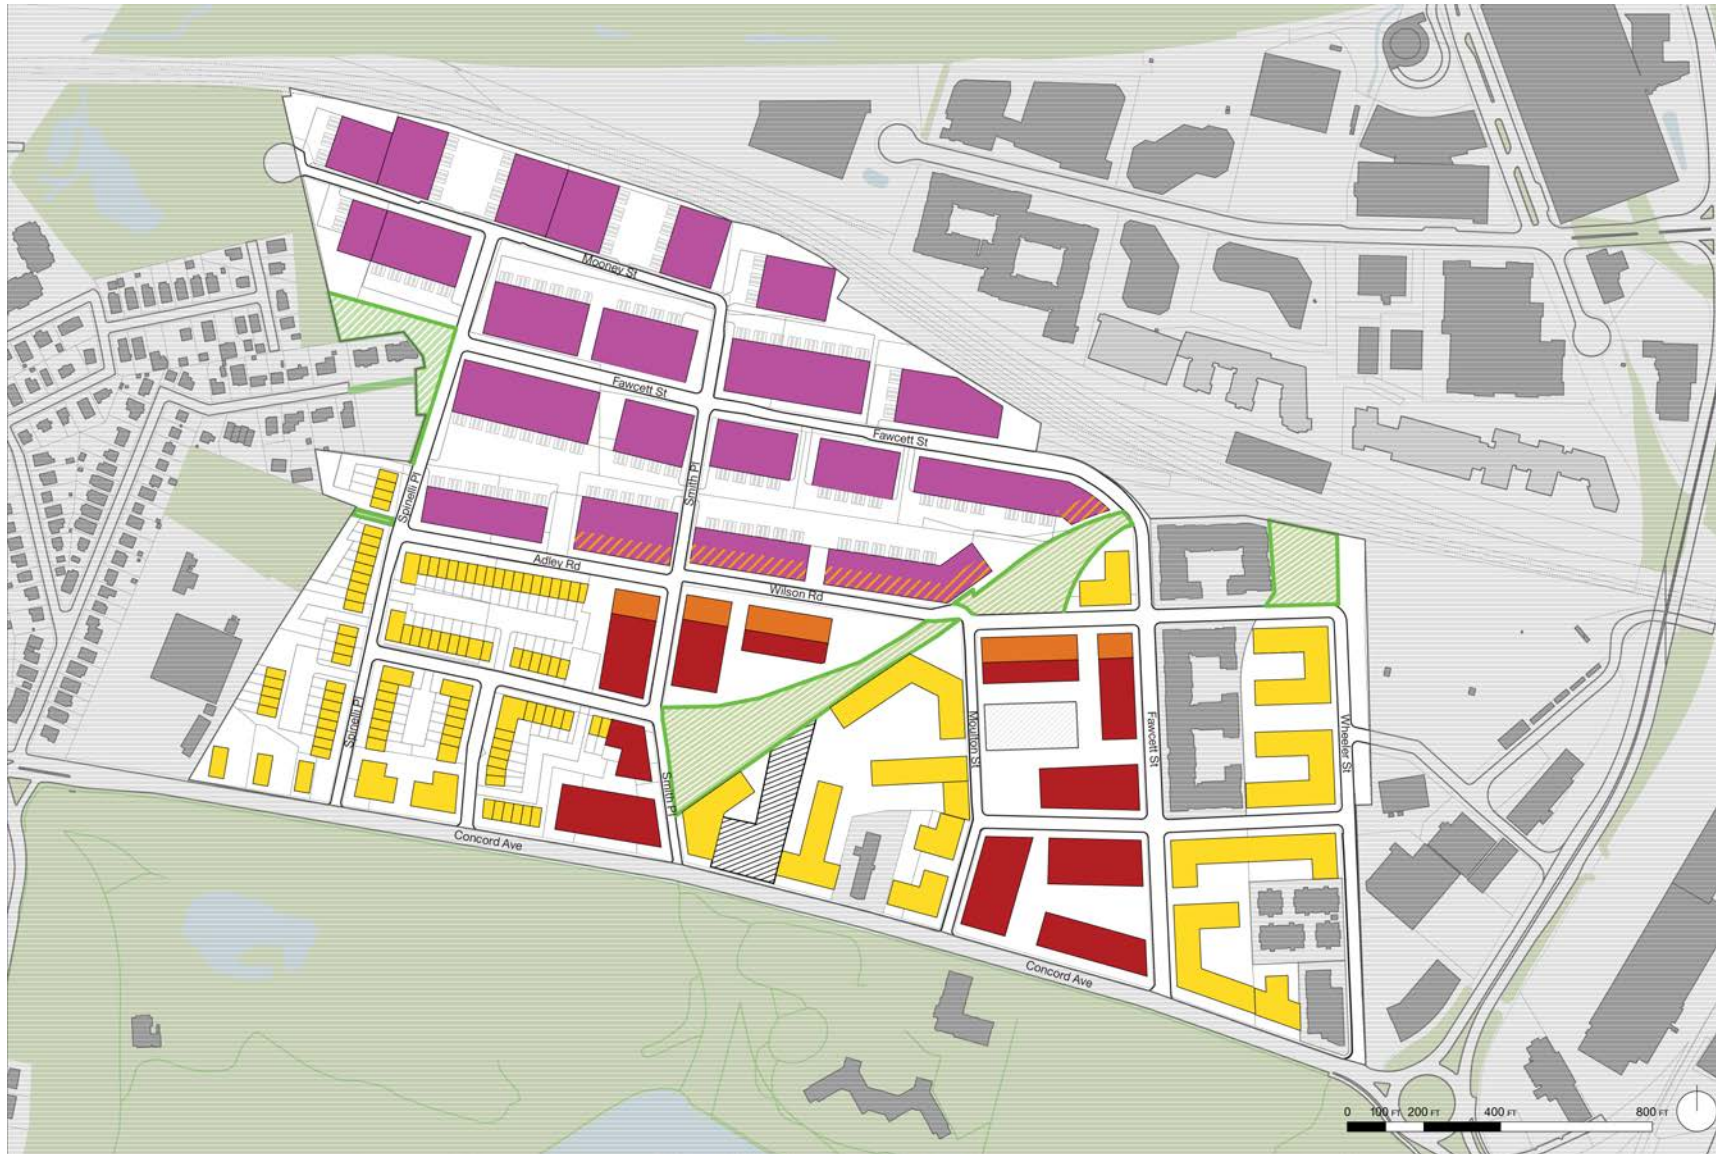 Mooney St
Fawcett St
Fawcett St
Spinelli Pl
Smith Pl
Adley Rd
Wilson Rd
Spinelli Pl
Smith Pl
Moulton St
Fawcett St
Wheeler St
Concord Ave
Concord Ave
0 100 FT 200 FT 400 FT 800 FT